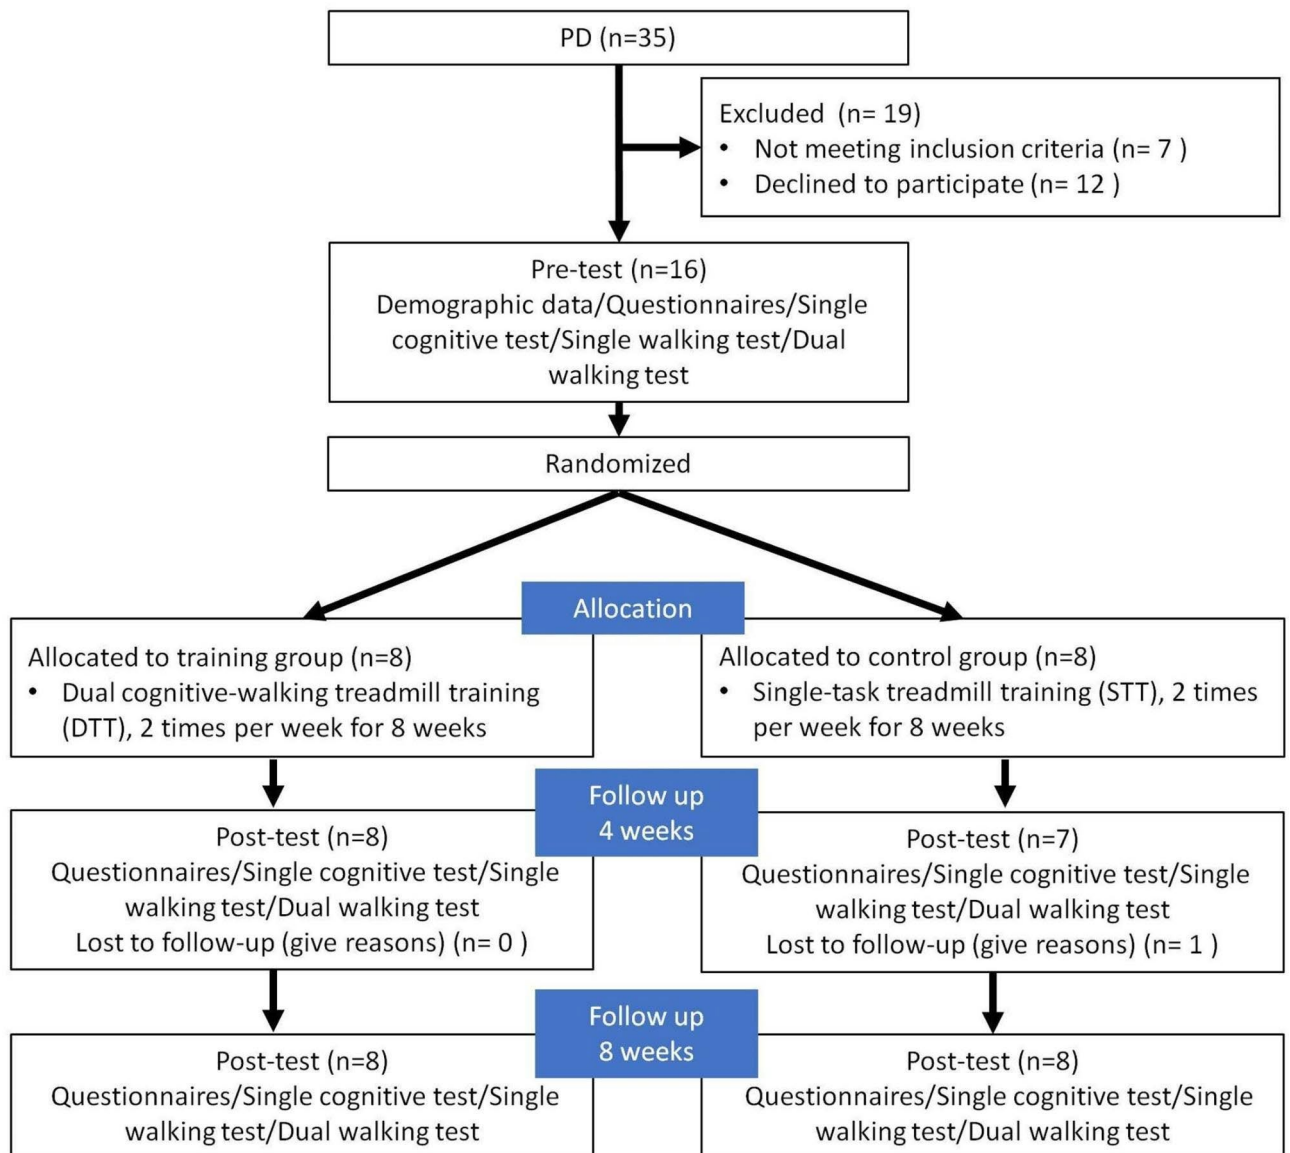 PD (n=35)
Excluded  (n= 19)
• Not meeting inclusion criteria (n= 7 )
• Declined to participate (n= 12 )
Pre-test (n=16)
Demographic data/Questionnaires/Single
cognitive test/Single walking test/Dual
walking test
Randomized
Allocation
Allocated to training group (n=8)
• Dual cognitive-walking treadmill training
(DTT), 2 times per week for 8 weeks
Allocated to control group (n=8)
• Single-task treadmill training (STT), 2 times
per week for 8 weeks
Follow up
4 weeks
Post-test (n=8)
Questionnaires/Single cognitive test/Single
walking test/Dual walking test
Lost to follow-up (give reasons) (n= 0 )
Post-test (n=7)
Questionnaires/Single cognitive test/Single
walking test/Dual walking test
Lost to follow-up (give reasons) (n= 1 )
Follow up
8 weeks
Post-test (n=8)
Questionnaires/Single cognitive test/Single
walking test/Dual walking test
Post-test (n=8)
Questionnaires/Single cognitive test/Single
walking test/Dual walking test